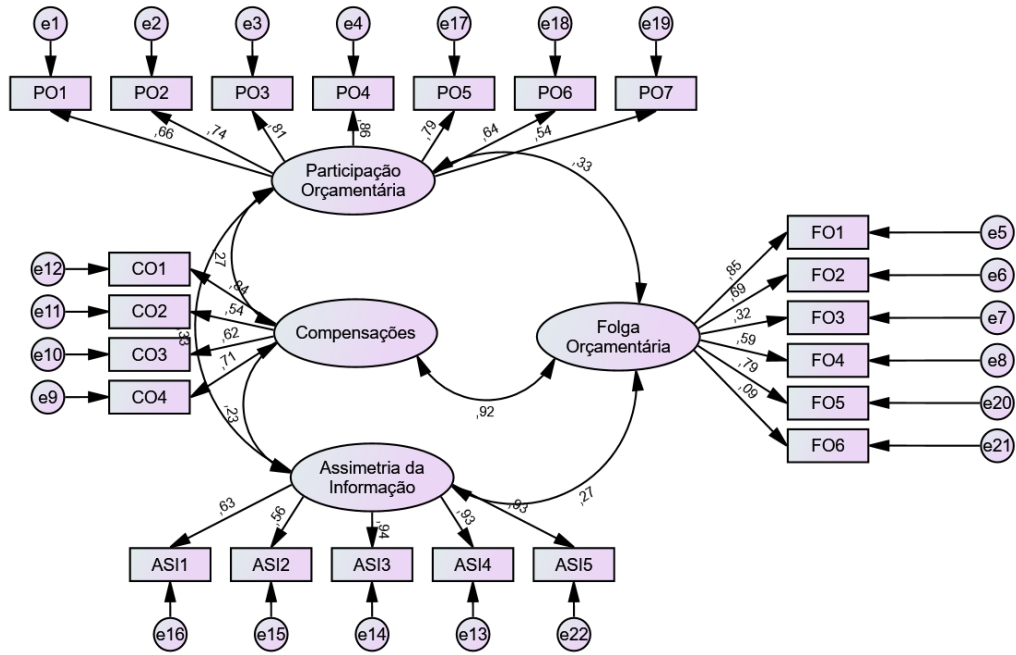 e1 e2 e3 e4 e17 e18 e19
PO1 PO2 PO3 PO4 PO5 PO6 PO7
,66 ,74 ,81 ,86 ,79 ,64 ,54
Participação
Orçamentária
,33
e12 CO1 ,84
,27
e11 CO2 ,54
e10 CO3 ,62
e9 CO4 ,71
,33
Compensações
,23
,92
Folga
Orçamentária
,85 FO1 e5
,69 FO2 e6
,32 FO3 e7
,59 FO4 e8
,79 FO5 e20
,09 FO6 e21
Assimetria da
Informação
,27
,63 ,56 ,94 ,93 ,93
ASI1 ASI2 ASI3 ASI4 ASI5
e16 e15 e14 e13 e22